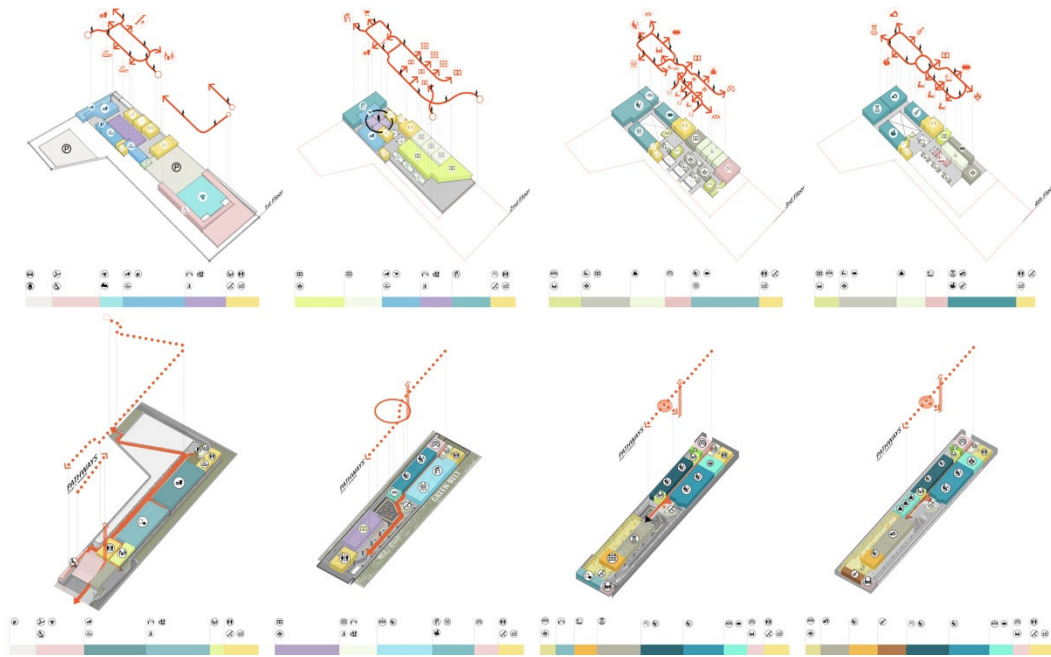 1st Floor
2nd Floor
3rd Floor
4th Floor
P
P
PATHWAYS
PATHWAYS
GREEN BELT
PATHWAYS
PATHWAYS